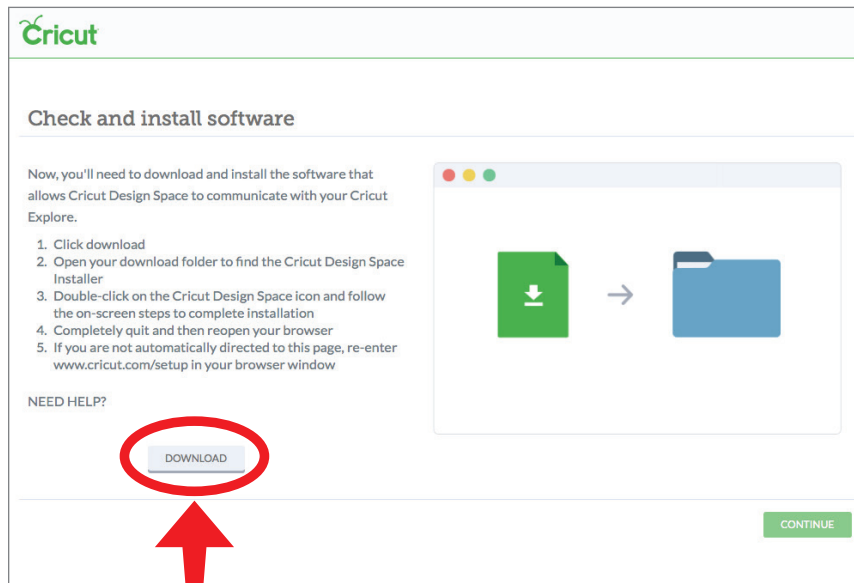 Cricut
Check and install software
Now, you'll need to download and install the software that
allows Cricut Design Space to communicate with your Cricut
Explore.
1. Click download
2. Open your download folder to find the Cricut Design Space
Installer
3. Double-click on the Cricut Design Space icon and follow
the on-screen steps to complete installation
4. Completely quit and then reopen your browser
5. If you are not automatically directed to this page, re-enter
www.cricut.com/setup in your browser window
NEED HELP?
DOWNLOAD
CONTINUE